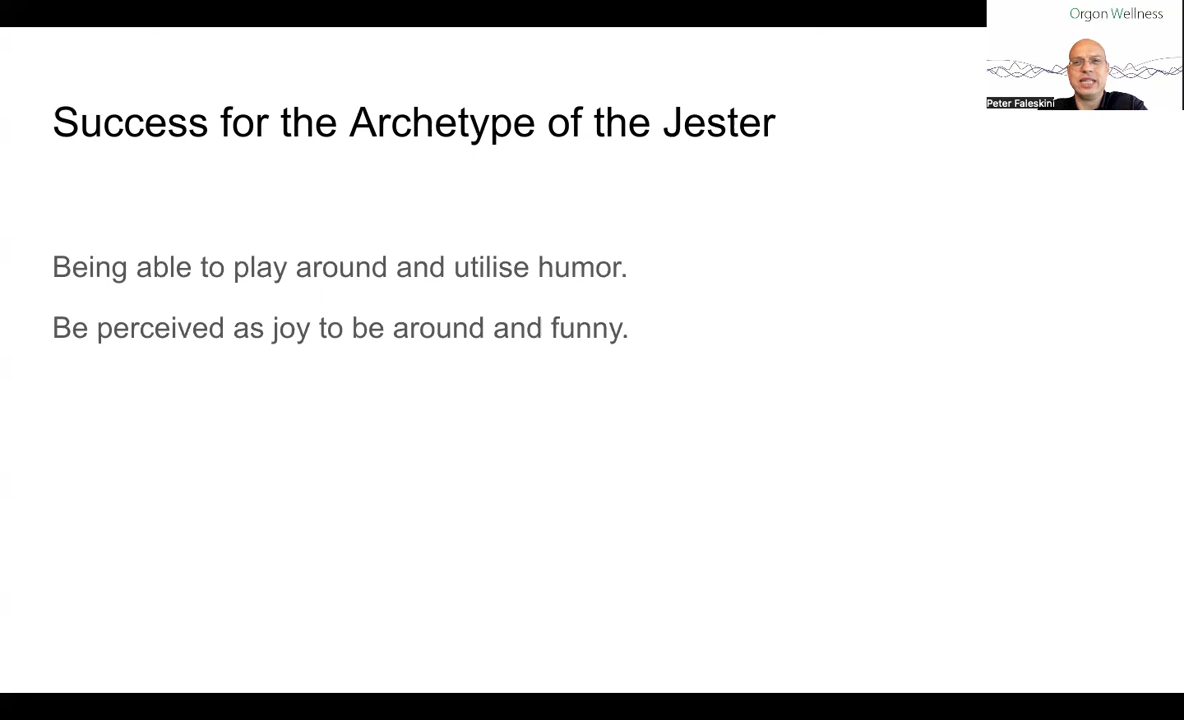 Orgon Wellness
Peter Faleskini
Success for the Archetype of the Jester
Being able to play around and utilise humor.
Be perceived as joy to be around and funny.